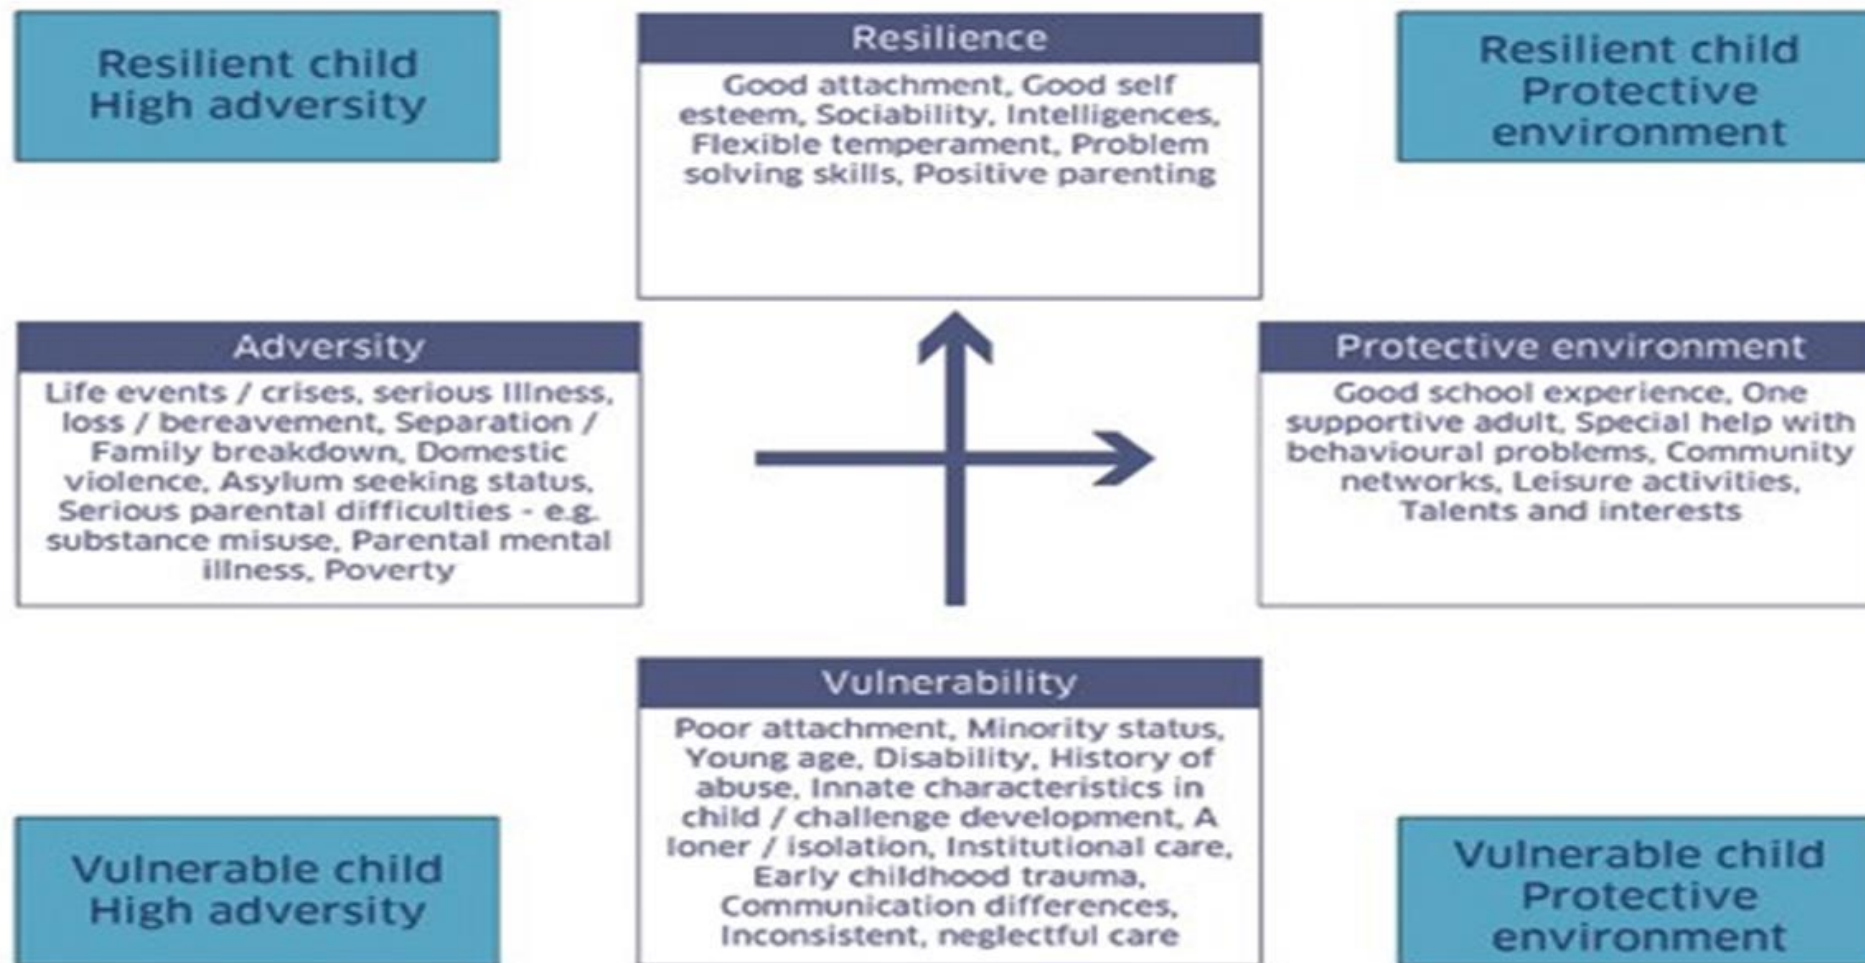 Resilient child
High adversity
Resilience
Good attachment, Good self
esteem, Sociability, Intelligences,
Flexible temperament, Problem
solving skills, Positive parenting
Resilient child
Protective
environment
Adversity
Life events / crises, serious Illness,
loss / bereavement, Separation /
Family breakdown, Domestic
violence, Asylum seeking status,
Serious parental difficulties - e.g.
substance misuse, Parental mental
illness, Poverty
Protective environment
Good school experience, One
supportive adult, Special help with
behavioural problems, Community
networks, Leisure activities,
Talents and interests
Vulnerability
Poor attachment, Minority status,
Young age, Disability, History of
abuse, Innate characteristics in
child / challenge development, A
loner / isolation, Institutional care,
Early childhood trauma,
Communication differences,
Inconsistent, neglectful care
Vulnerable child
High adversity
Vulnerable child
Protective
environment